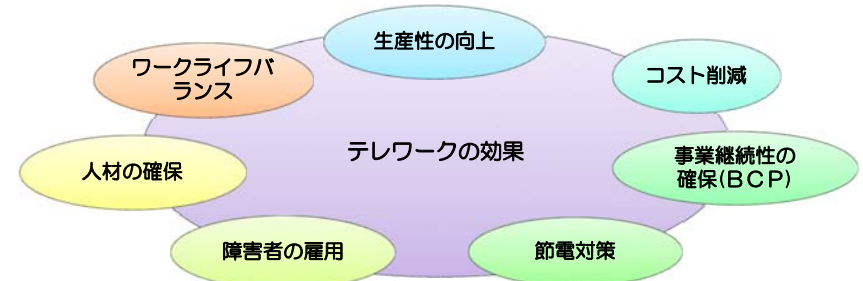 生産性の向上
ワークライフバ
ランス
コスト削減
テレワークの効果
人材の確保
事業継続性の
確保(BCP)
障害者の雇用
節電対策